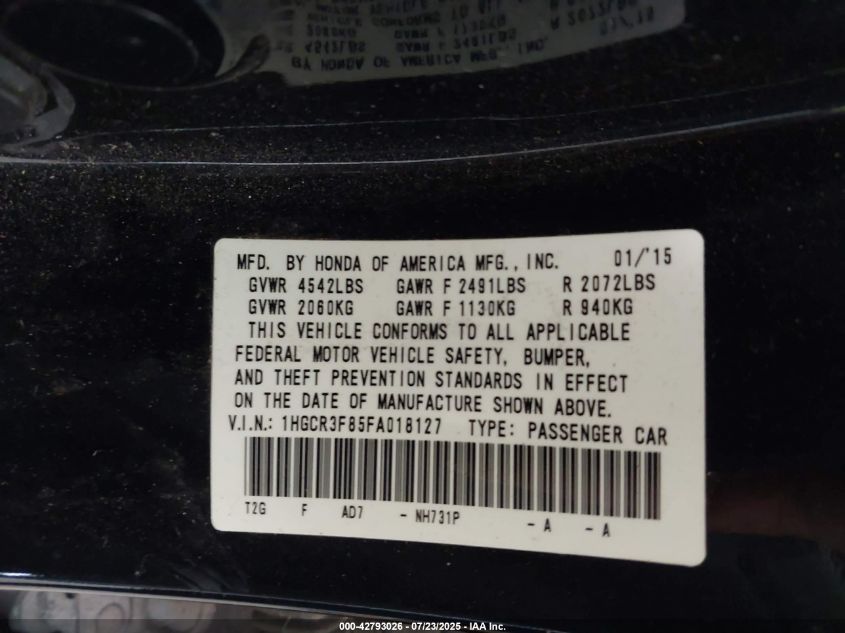 MFD. BY HONDA OF AMERICA MFG., INC. 01/'15
GVWR 4542LBS GAWR F 2491LBS R 2072LBS
GVWR 2060KG GAWR F 1130KG R 940KG
THIS VEHICLE CONFORMS TO ALL APPLICABLE
FEDERAL MOTOR VEHICLE SAFETY, BUMPER,
AND THEFT PREVENTION STANDARDS IN EFFECT
ON THE DATE OF MANUFACTURE SHOWN ABOVE.
V.I.N.: 1HGCR3F85FA018127 TYPE: PASSENGER CAR
T2G F AD7 - NH731P - A - A
000-42793026 - 07/23/2025 - IAA Inc.